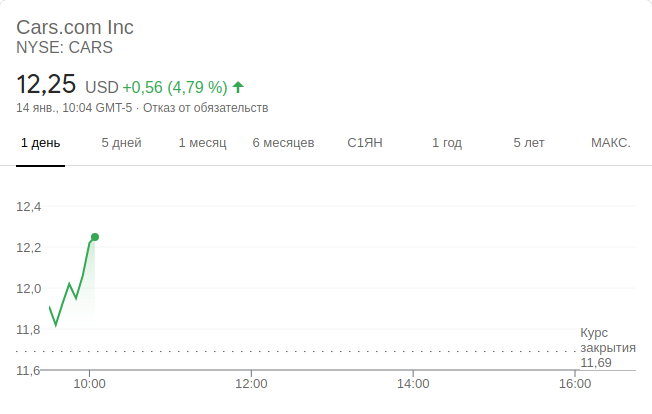 Cars.com Inc
NYSE: CARS
12,25 USD +0,56 (4,79 %)
14 янв., 10:04 GMT-5 · Отказ от обязательств
1 день 5 дней 1 месяц 6 месяцев С1ЯН 1 год 5 лет МАКС.
12,4
12,2
12,0
11,8
Курс
закрытия
11,69
11,6
10:00 12:00 14:00 16:00